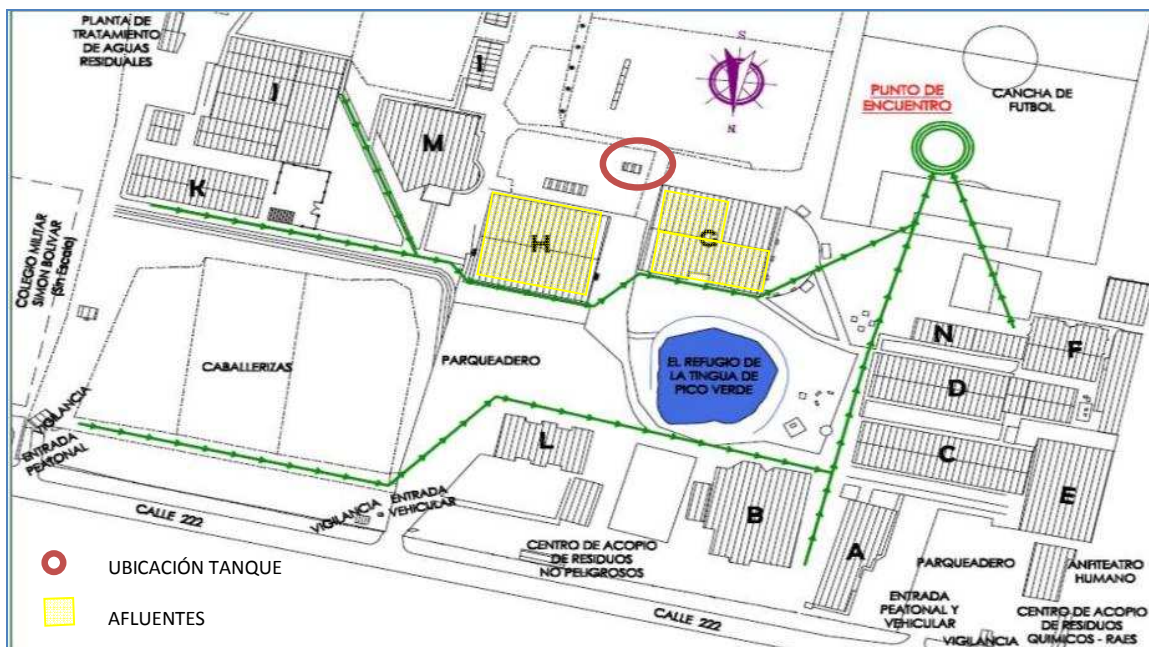 PLANTA DE
TRATAMIENTO
DE AGUAS
RESIDUALES
J
I
S
N
PUNTO DE
ENCUENTRO
CANCHA DE
FUTBOL
M
K
H
G
COLEGIO MILITAR
SIMON BOLIVAR
(Sin Escala)
CABALLERIZAS
PARQUEADERO
EL REFUGIO DE
LA TINGUA DE
PICO VERDE
N
F
D
C
E
VIGILANCIA
ENTRADA
PEATONAL
L
B
A
CALLE 222
VIGILANCIA
ENTRADA
VEHICULAR
CENTRO DE ACOPIO
DE RESIDUOS
NO PELIGROSOS
PARQUEADERO
ANFITEATRO
HUMANO
CALLE 222
ENTRADA
PEATONAL Y
VEHICULAR
VIGILANCIA
CENTRO DE ACOPIO
DE RESIDUOS
QUIMICOS - RAES
UBICACIÓN TANQUE
AFLUENTES